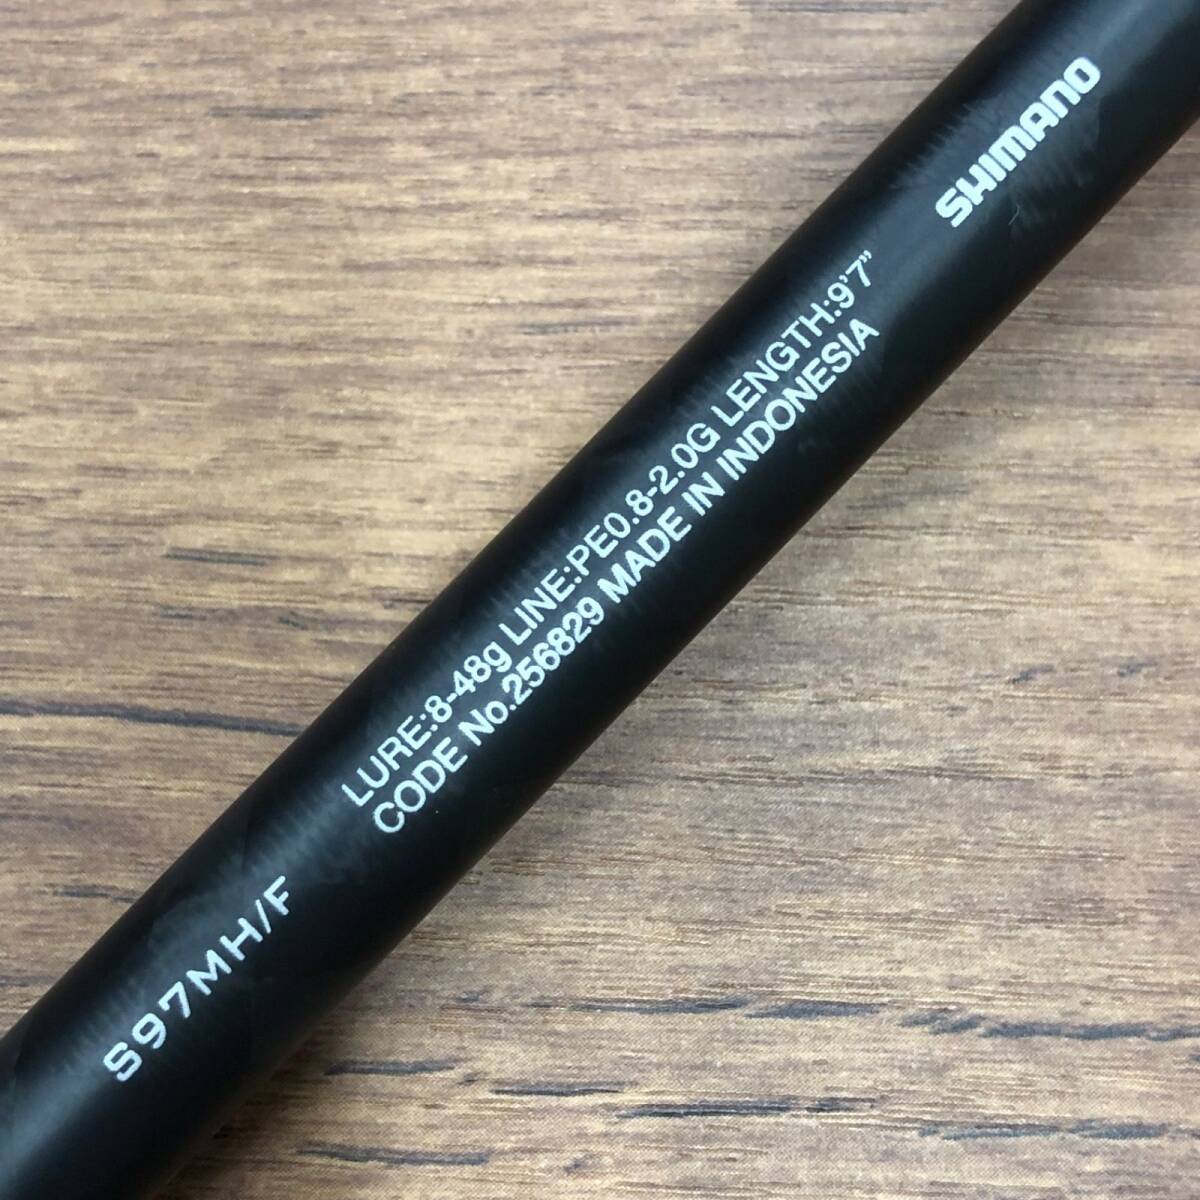 S97MH/F
LURE:8-48g LINE:PE0.8-2.0G LENGTH:9'7"
CODE No.256829 MADE IN INDONESIA
SHIMANO